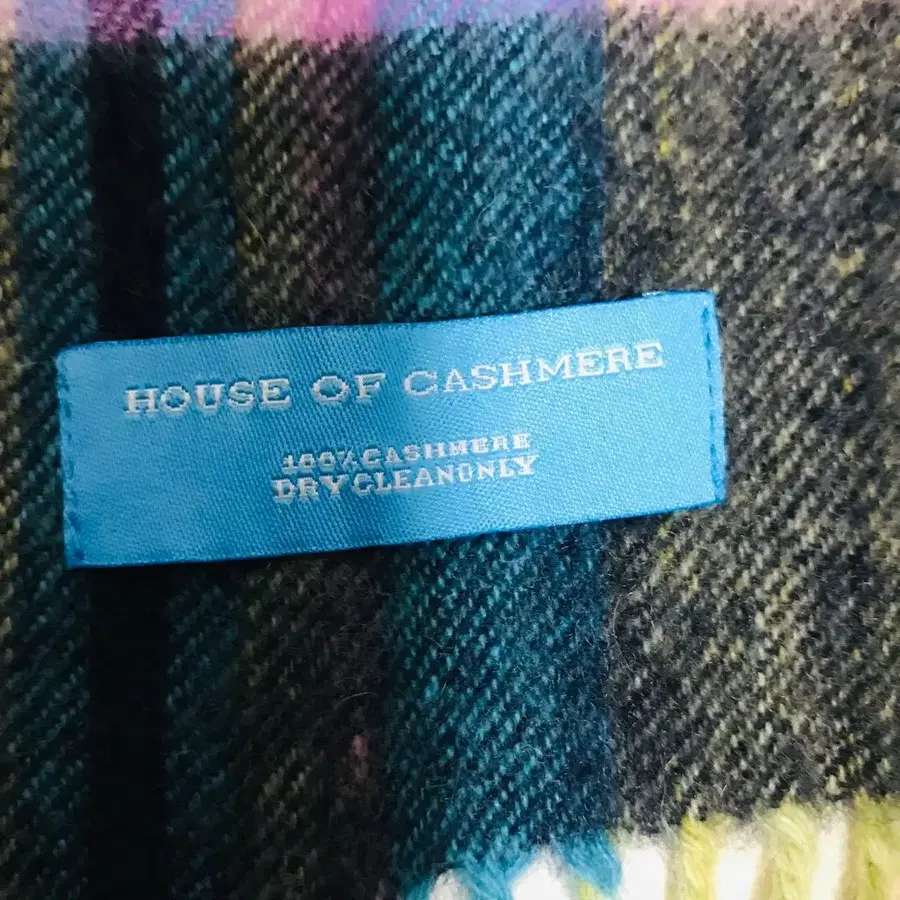 HOUSE OF CASHMERE
100% CASHMERE
DRY CLEAN ONLY